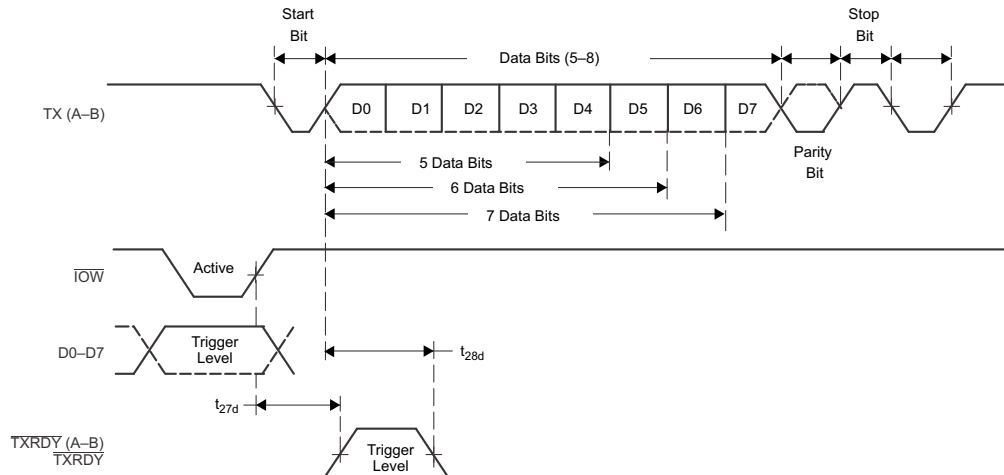 Start
Bit
Data Bits (5–8)
Stop
Bit
TX (A–B)
D0 D1 D2 D3 D4 D5 D6 D7
Parity
Bit
5 Data Bits
6 Data Bits
7 Data Bits
IOW
Active
D0–D7
Trigger
Level
t28d
t27d
TXRDY (A–B)
TXRDY
Trigger
Level